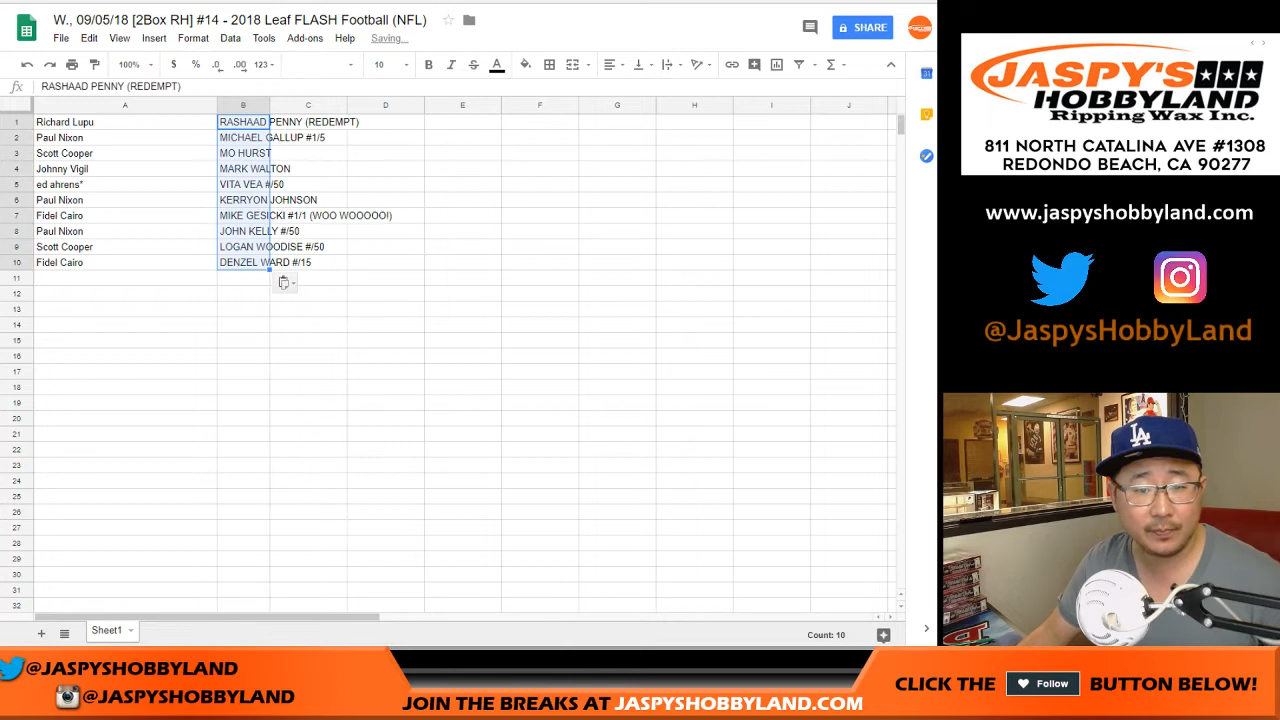 W., 09/05/18 [2Box RH] #14 - 2018 Leaf FLASH Football (NFL)
File Edit View Insert Format Data Tools Add-ons Help Saving...
SHARE
100% $ % .0 .00 123 10 B I S A
fx RASHAAD PENNY (REDEMPT)
A B C D E F G H I J
1 Richard Lupu RASHAAD PENNY (REDEMPT)
2 Paul Nixon MICHAEL GALLUP #1/5
3 Scott Cooper MO HURST
4 Johnny Vigil MARK WALTON
5 ed ahrens* VITA VEA #/50
6 Paul Nixon KERRYON JOHNSON
7 Fidel Cairo MIKE GESICKI #1/1 (WOO WOOOOO!)
8 Paul Nixon JOHN KELLY #/50
9 Scott Cooper LOGAN WOODISE #/50
10 Fidel Cairo DENZEL WARD #/15
11
12
13
14
15
16
17
18
19
20
21
22
23
24
25
26
27
28
29
30
31
32
Sheet1
Count: 10
JASPY'S
HOBBYLAND
Ripping Wax Inc.
811 NORTH CATALINA AVE #1308
REDONDO BEACH, CA 90277
www.jaspyshobbyland.com
@JaspysHobbyLand
LA
@JASPYSHOBBYLAND
@JASPYSHOBBYLAND
JOIN THE BREAKS AT JASPYSHOBBYLAND.COM
CLICK THE Follow BUTTON BELOW!